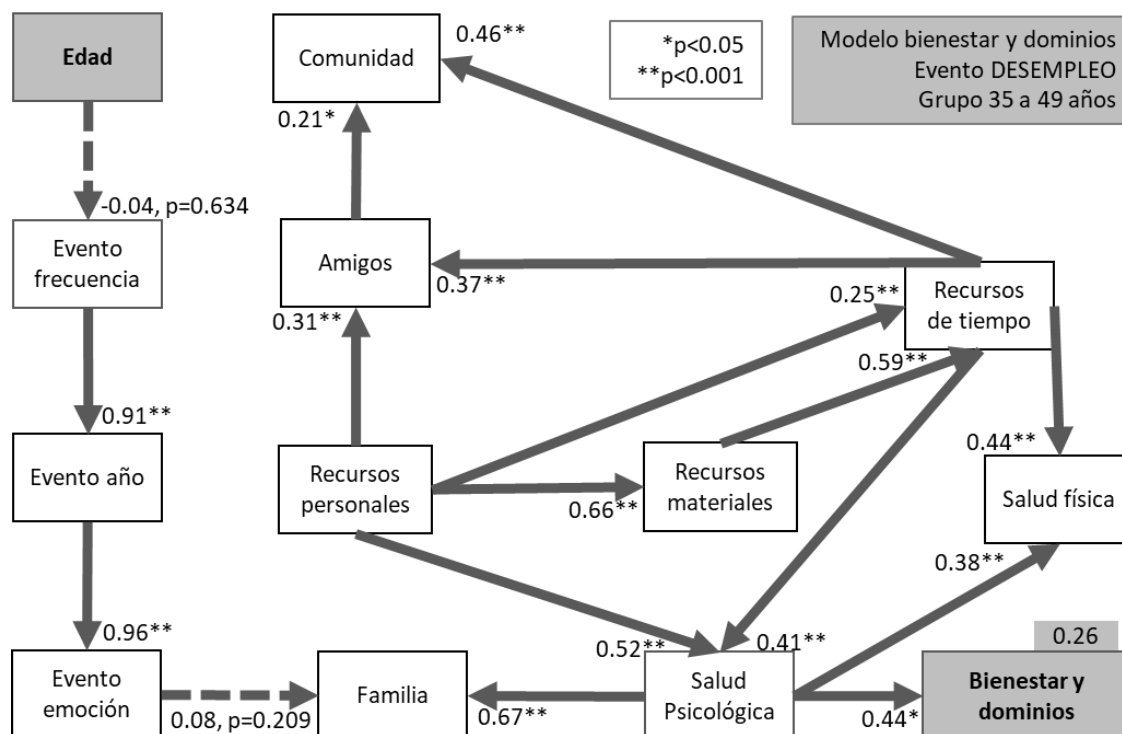 Edad
Comunidad
0.46**
*p<0.05
**p<0.001
Modelo bienestar y dominios
Evento DESEMPLEO
Grupo 35 a 49 años
0.21*
-0.04, p=0.634
Evento
frecuencia
Amigos
0.37**
0.31**
0.25**
Recursos
de tiempo
0.59**
0.91**
Evento año
Recursos
personales
0.66**
Recursos
materiales
0.44**
Salud física
0.38**
0.96**
0.52**
0.41**
0.26
Evento
emoción
0.08, p=0.209
Familia
0.67**
Salud
Psicológica
0.44*
Bienestar y
dominios